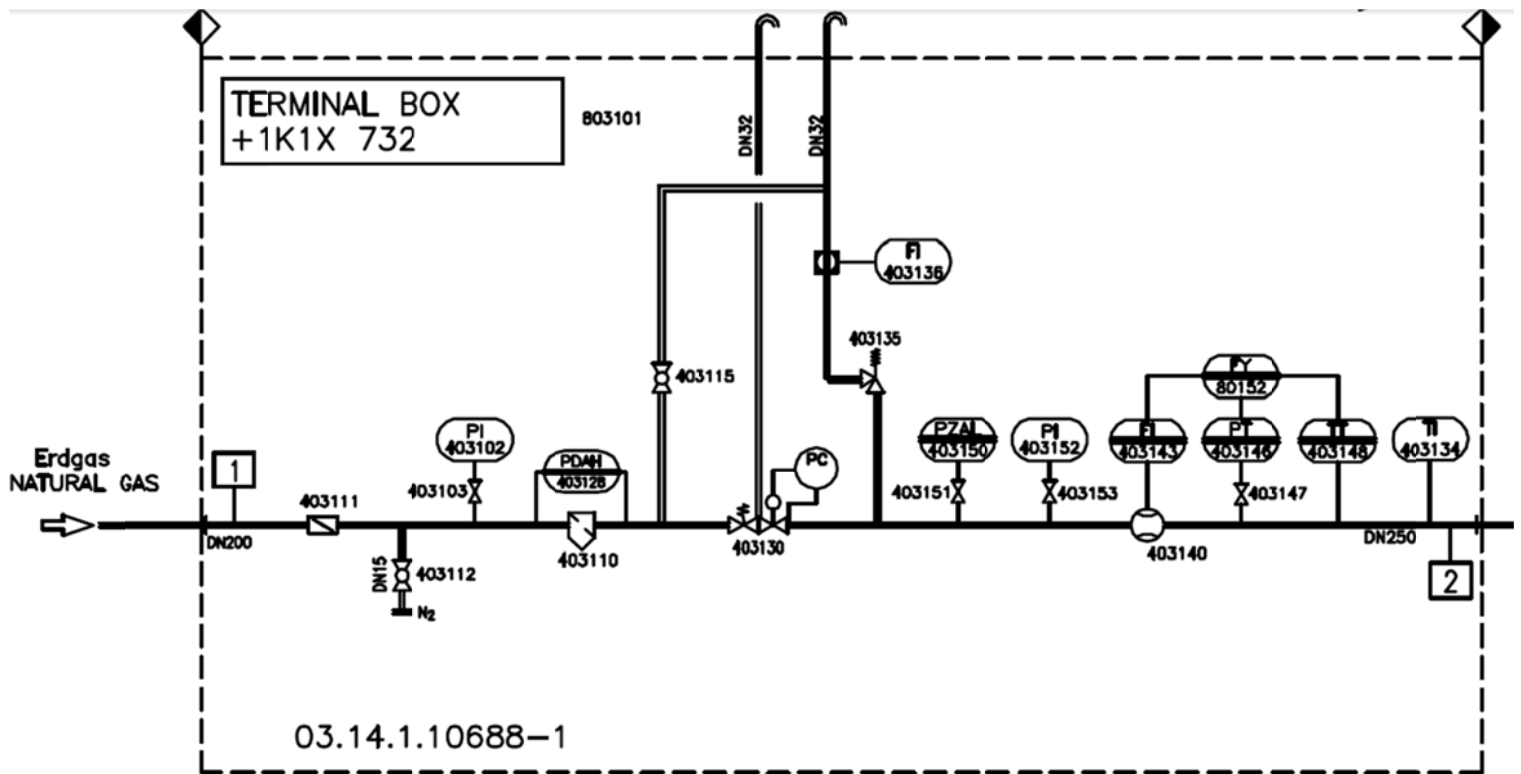 TERMINAL BOX
+1K1X 732
803101
DN32
DN32
FI
403136
403135
403115
FY
80152
PI
403102
PDAH
403128
PC
PZAL
403150
PI
403152
FI
403143
PT
403146
TT
403148
TI
403134
Erdgas
NATURAL GAS
1
403111
403103
403151
403153
403147
DN200
403110
403130
403140
DN250
DN15
403112
N₂
2
03.14.1.10688-1